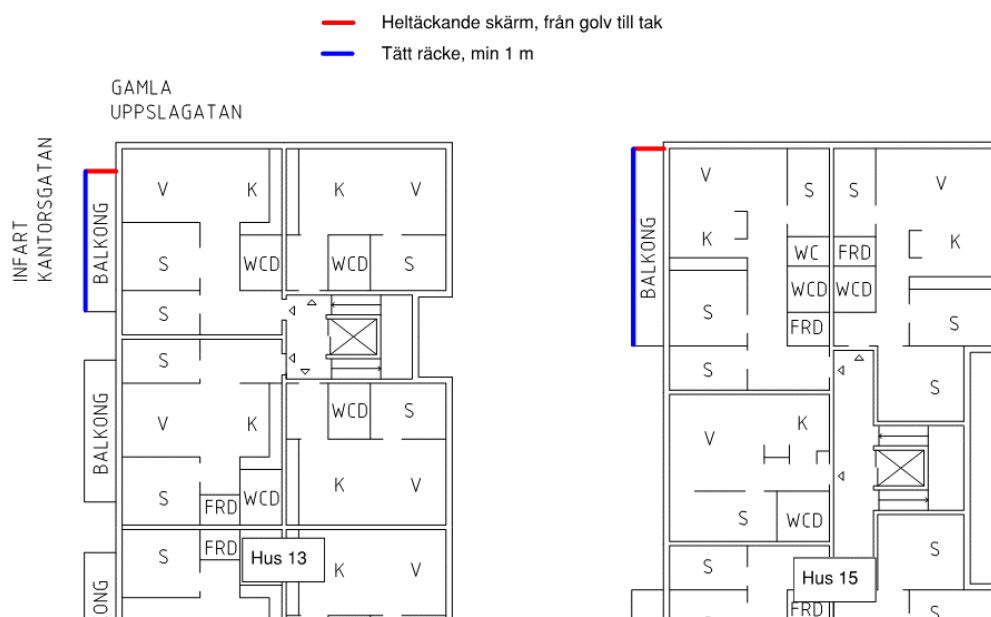 Heltäckande skärm, från golv till tak
Tätt räcke, min 1 m
GAMLA
UPPSLAGATAN
INFART
KANTORSGATAN
BALKONG
V
K
K
V
S
WCD
WCD
S
S
S
BALKONG
V
K
WCD
S
S
FRD
WCD
K
V
S
FRD
Hus 13
K
V
ONG
BALKONG
V
S
S
V
K
WC
FRD
K
S
WCD
WCD
FRD
S
S
S
V
K
S
WCD
S
S
Hus 15
FRD
S